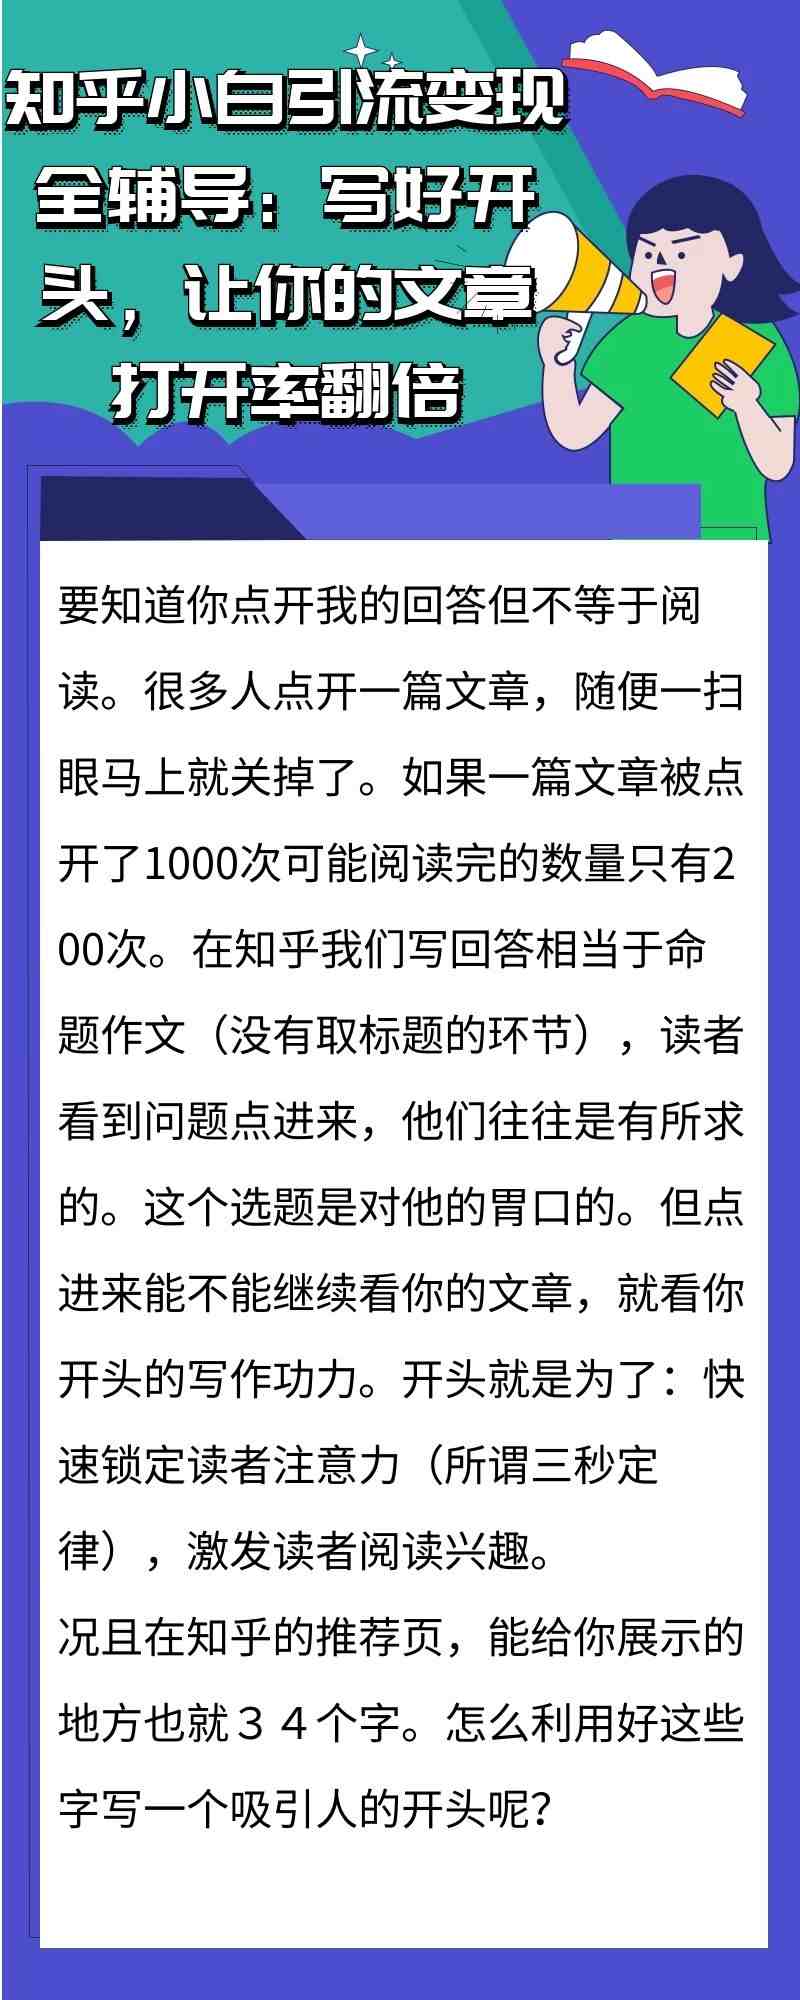 知乎小白引流变现
全辅导：写好开
头，让你的文章
打开率翻倍
要知道你点开我的回答但不等于阅
读。很多人点开一篇文章，随便一扫
眼马上就关掉了。如果一篇文章被点
开了1000次可能阅读完的数量只有2
00次。在知乎我们写回答相当于命
题作文（没有取标题的环节），读者
看到问题点进来，他们往往是有所求
的。这个选题是对他的胃口的。但点
进来能不能继续看你的文章，就看你
开头的写作功力。开头就是为了：快
速锁定读者注意力（所谓三秒定
律），激发读者阅读兴趣。
况且在知乎的推荐页，能给你展示的
地方也就３４个字。怎么利用好这些
字写一个吸引人的开头呢？